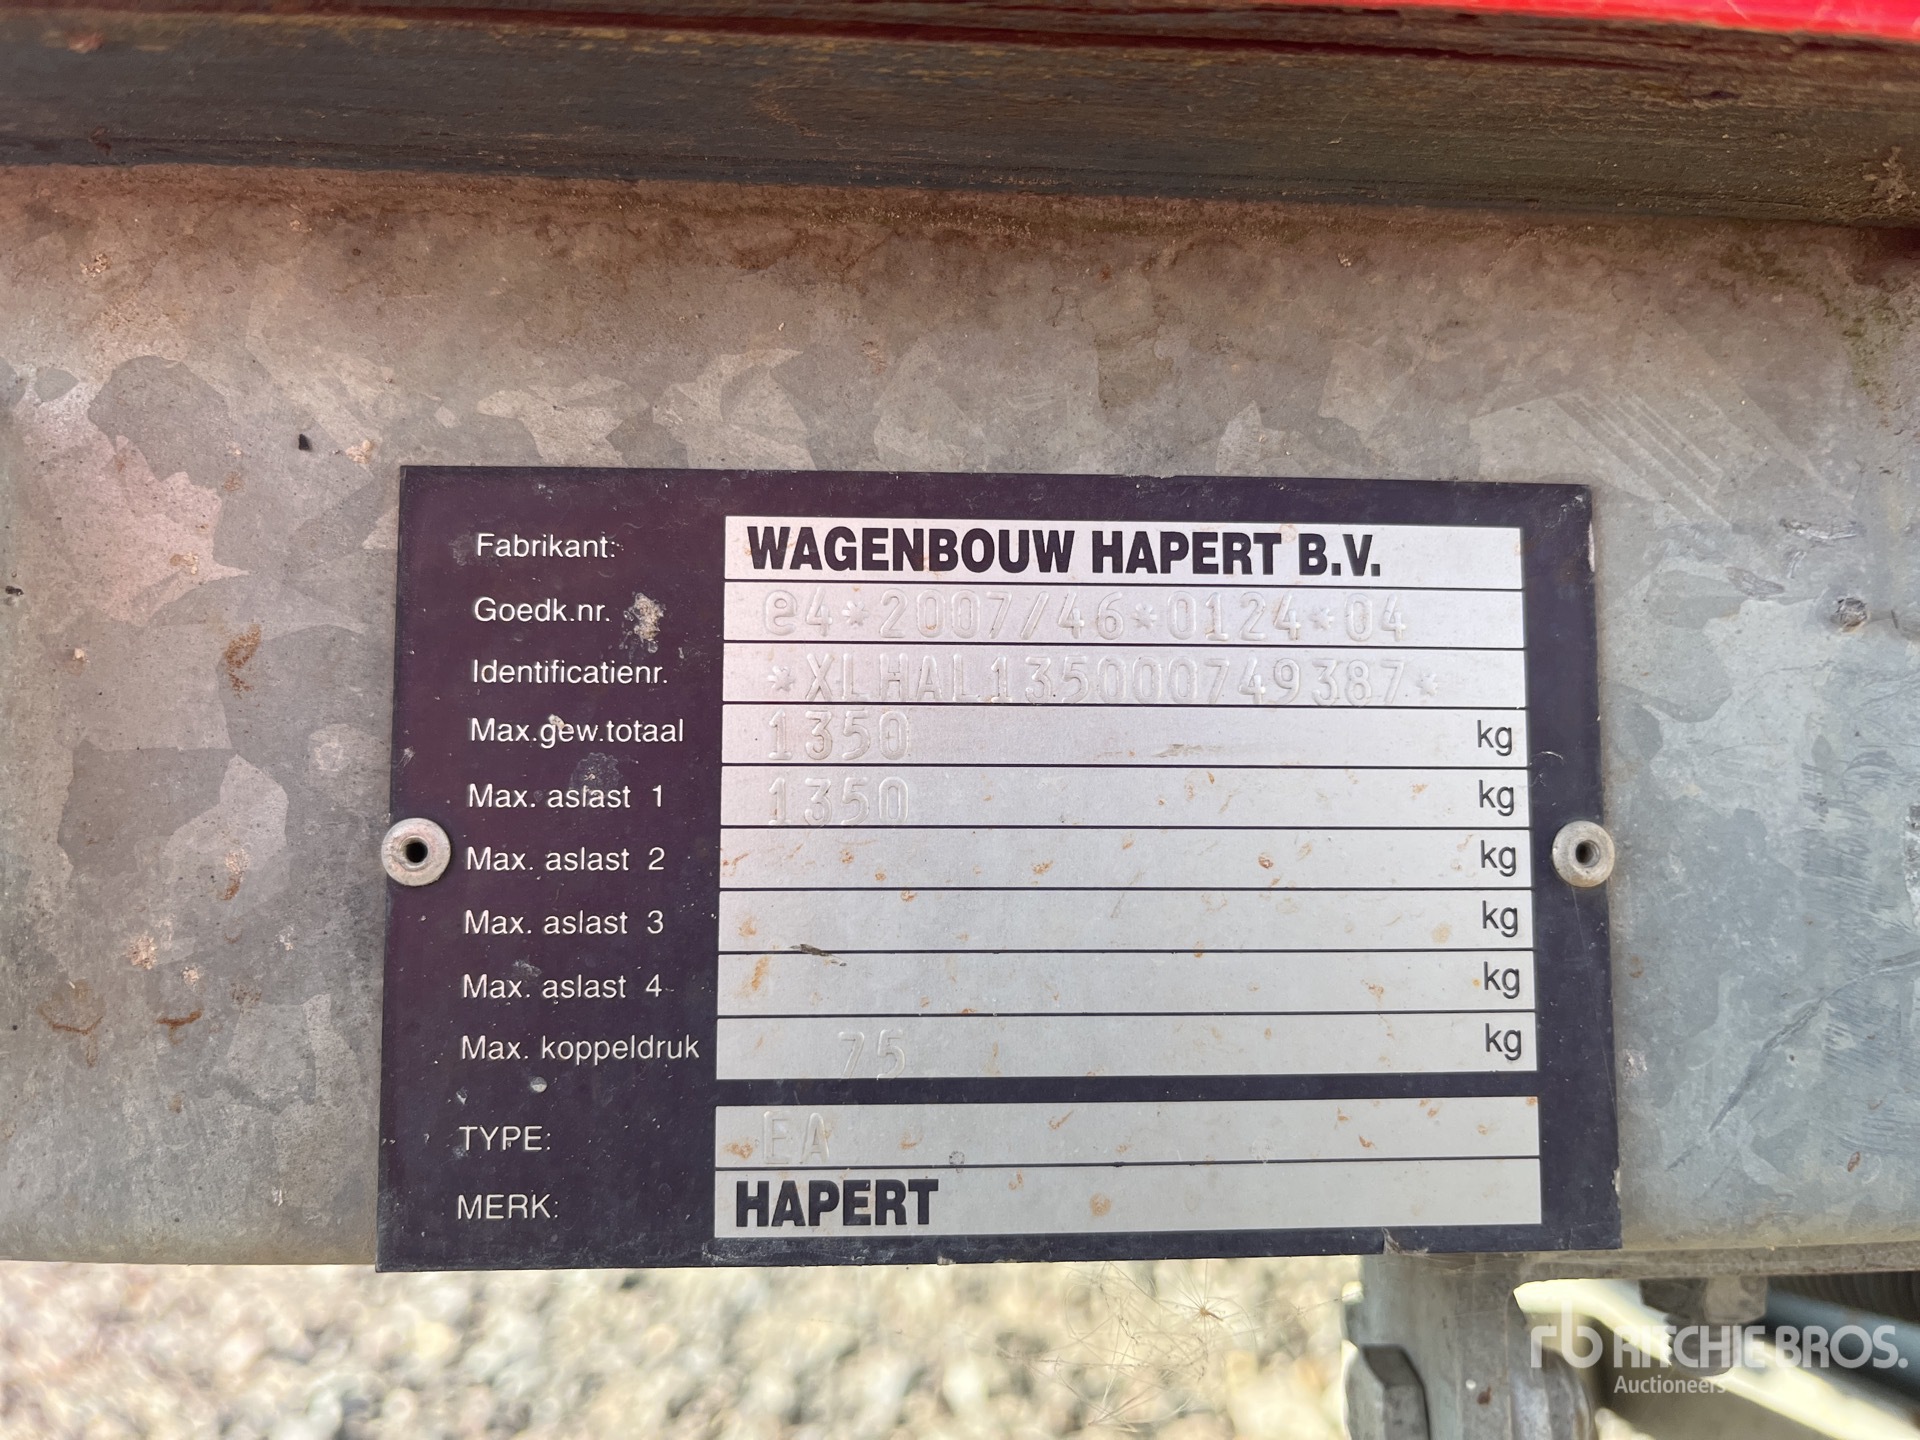 Fabrikant: WAGENBOUW HAPERT B.V.
Goedk.nr. e4*2007/46*0124*04
Identificatienr. *XLHAL135000749387*
Max.gew.totaal 1350 kg
Max. aslast 1 1350 kg
Max. aslast 2 kg
Max. aslast 3 kg
Max. aslast 4 kg
Max. koppeldruk 75 kg
TYPE: EA
MERK: HAPERT
rb RITCHIE BROS.
Auctioneers